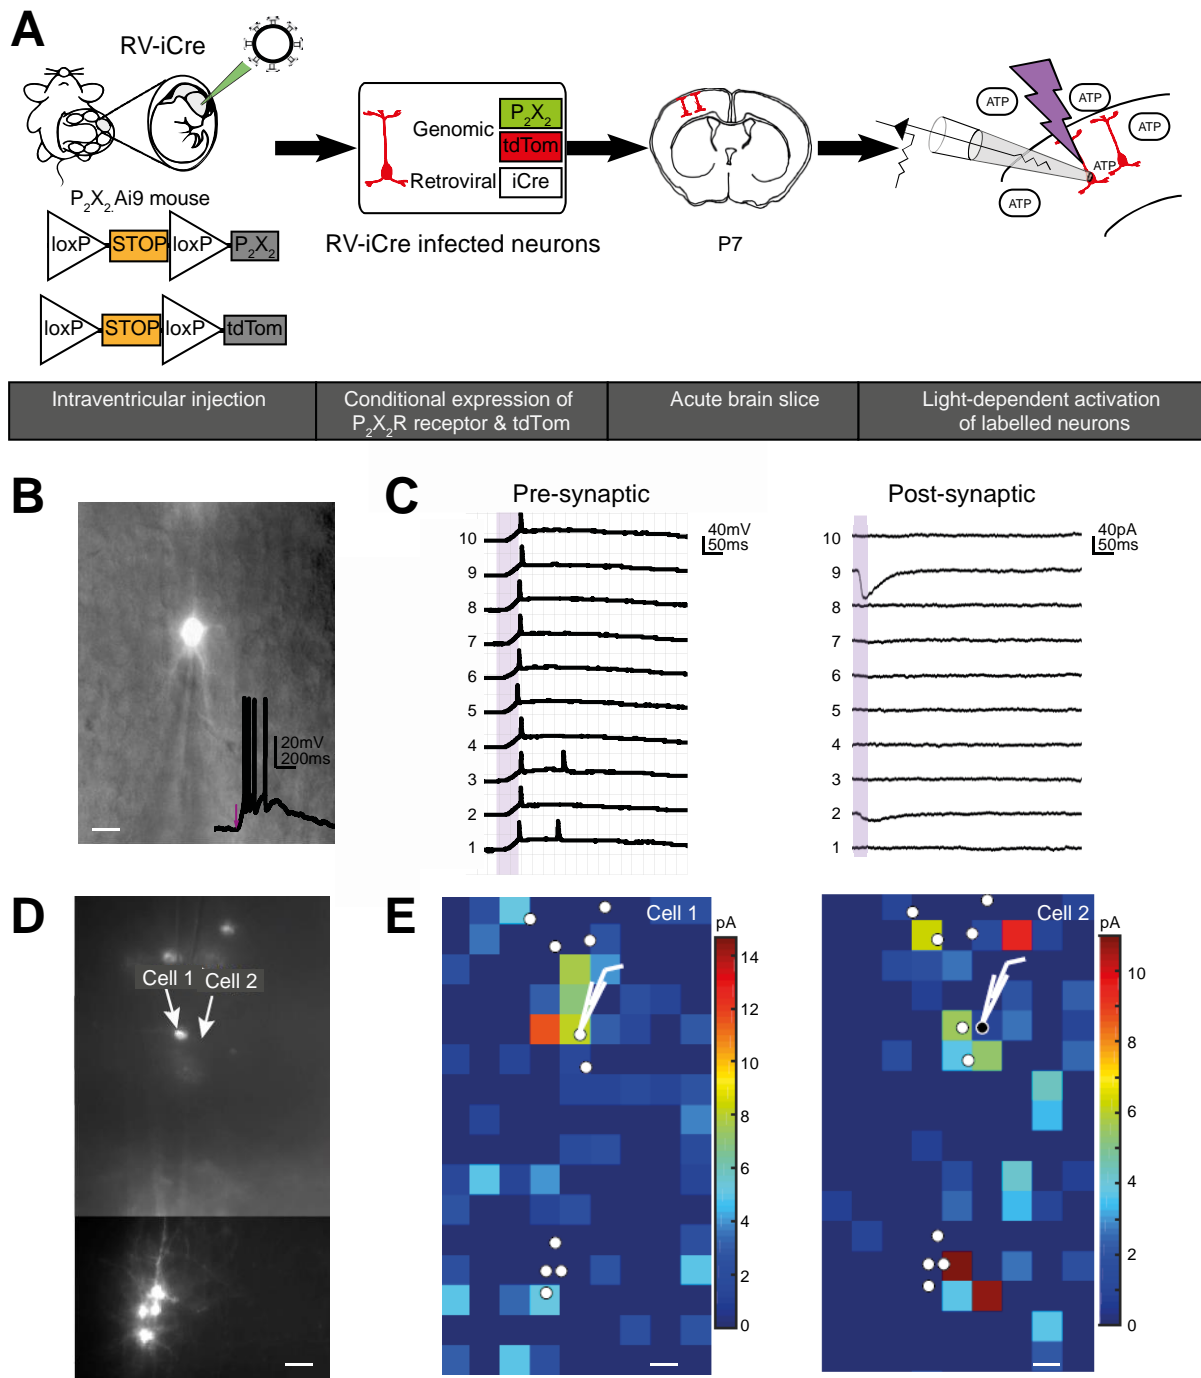 A
RV-iCre
P2X2.Ai9 mouse
loxP STOP loxP P2X2
loxP STOP loxP tdTom
Genomic P2X2
tdTom
Retroviral iCre
RV-iCre infected neurons
P7
ATP ATP
ATP
ATP
ATP
Intraventricular injection
Conditional expression of
P2X2R receptor & tdTom
Acute brain slice
Light-dependent activation
of labelled neurons
B
20mV
200ms
C
Pre-synaptic
10
9
8
7
6
5
4
3
2
1
40mV
50ms
Post-synaptic
10
9
8
7
6
5
4
3
2
1
40pA
50ms
D
Cell 1 Cell 2
E
Cell 1
pA
14
12
10
8
6
4
2
0
Cell 2
pA
10
8
6
4
2
0